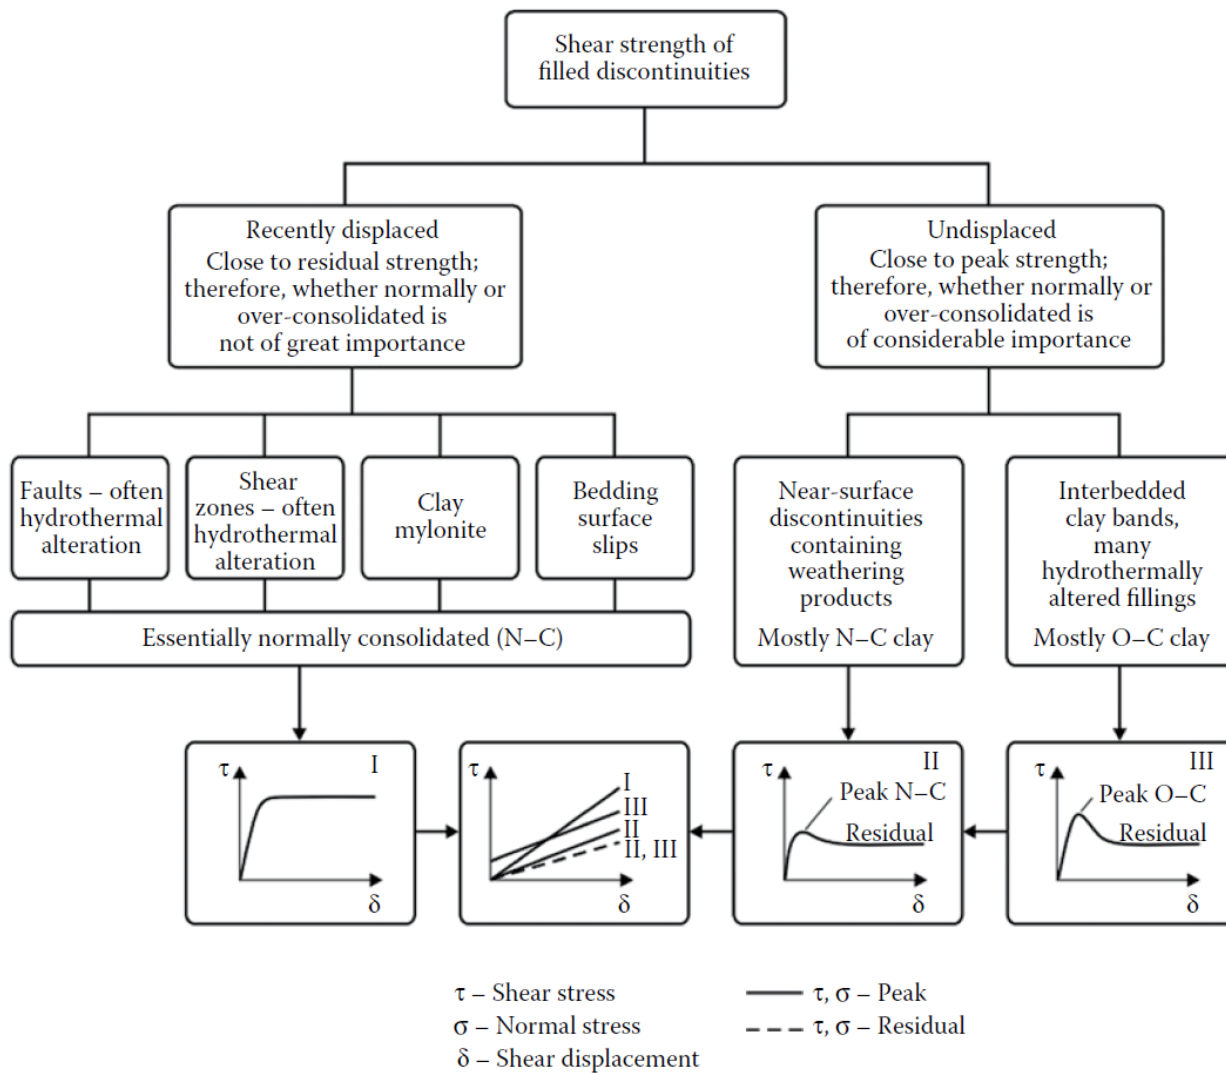 Shear strength of
filled discontinuities
Recently displaced
Close to residual strength;
therefore, whether normally or
over-consolidated is
not of great importance
Undisplaced
Close to peak strength;
therefore, whether normally or
over-consolidated is
of considerable importance
Faults – often
hydrothermal
alteration
Shear
zones – often
hydrothermal
alteration
Clay
mylonite
Bedding
surface
slips
Near-surface
discontinuities
containing
weathering
products
Mostly N–C clay
Interbedded
clay bands,
many
hydrothermally
altered fillings
Mostly O–C clay
Essentially normally consolidated (N–C)
τ
I
δ
τ
I
III
II
II, III
δ
τ
II
Peak N–C
Residual
δ
τ
III
Peak O–C
Residual
δ
τ – Shear stress
σ – Normal stress
δ – Shear displacement
τ, σ – Peak
τ, σ – Residual